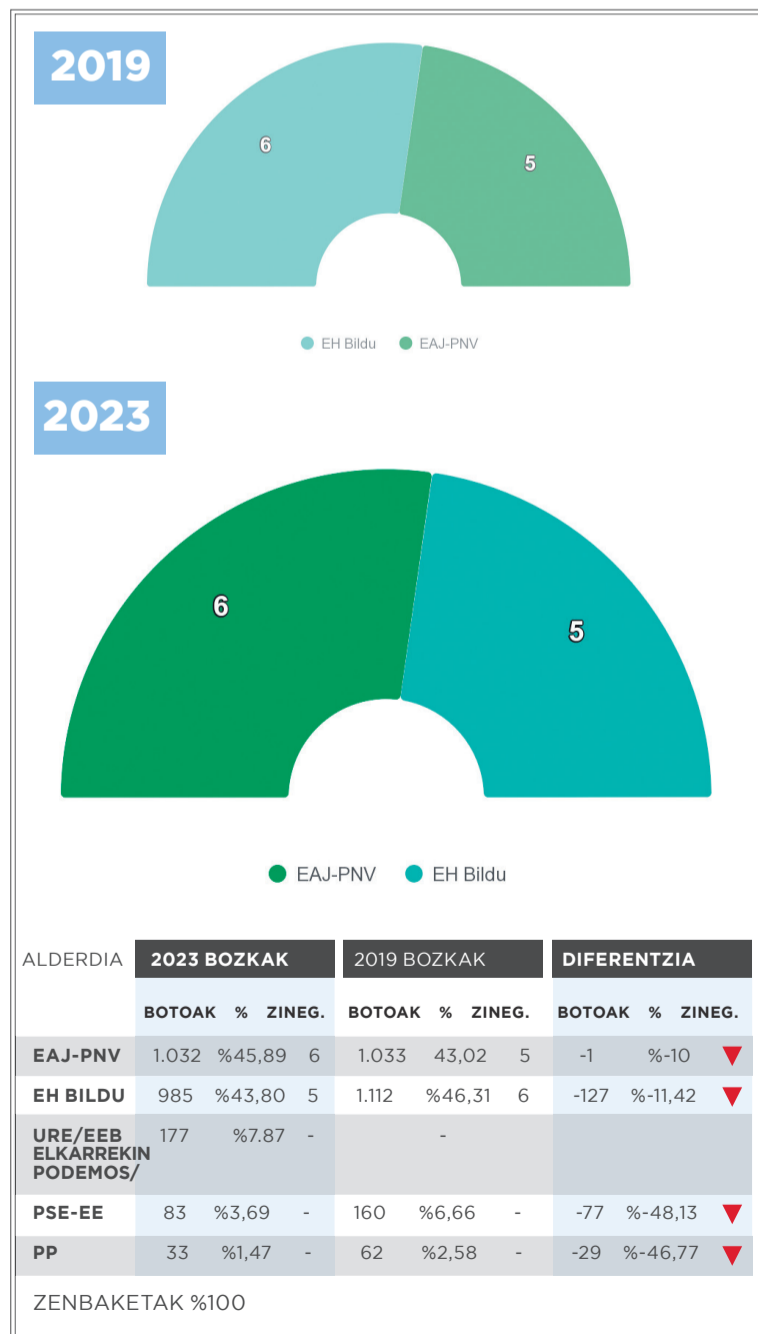 2019
6
5
EH Bildu EAJ-PNV
2023
6
5
EAJ-PNV EH Bildu
ALDERDIA 2023 BOZKAK 2019 BOZKAK DIFERENTZIA
BOTOAK % ZINEG. BOTOAK % ZINEG. BOTOAK % ZINEG.
EAJ-PNV 1.032 %45,89 6 1.033 43,02 5 -1 %-10
EH BILDU 985 %43,80 5 1.112 %46,31 6 -127 %-11,42
URE/EEB 177 %7.87 - -
ELKARREKIN
PODEMOS/
PSE-EE 83 %3,69 - 160 %6,66 - -77 %-48,13
PP 33 %1,47 - 62 %2,58 - -29 %-46,77
ZENBAKETAK %100